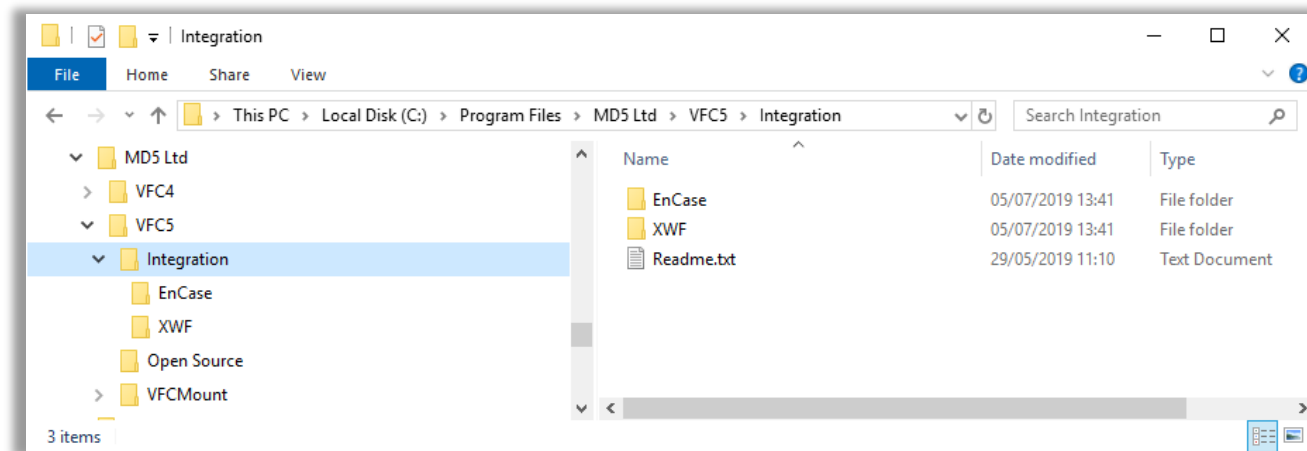 Integration
File Home Share View
This PC > Local Disk (C:) > Program Files > MD5 Ltd > VFC5 > Integration
Search Integration
MD5 Ltd
VFC4
VFC5
Integration
EnCase
XWF
Open Source
VFCMount
Name Date modified Type
EnCase 05/07/2019 13:41 File folder
XWF 05/07/2019 13:41 File folder
Readme.txt 29/05/2019 11:10 Text Document
3 items